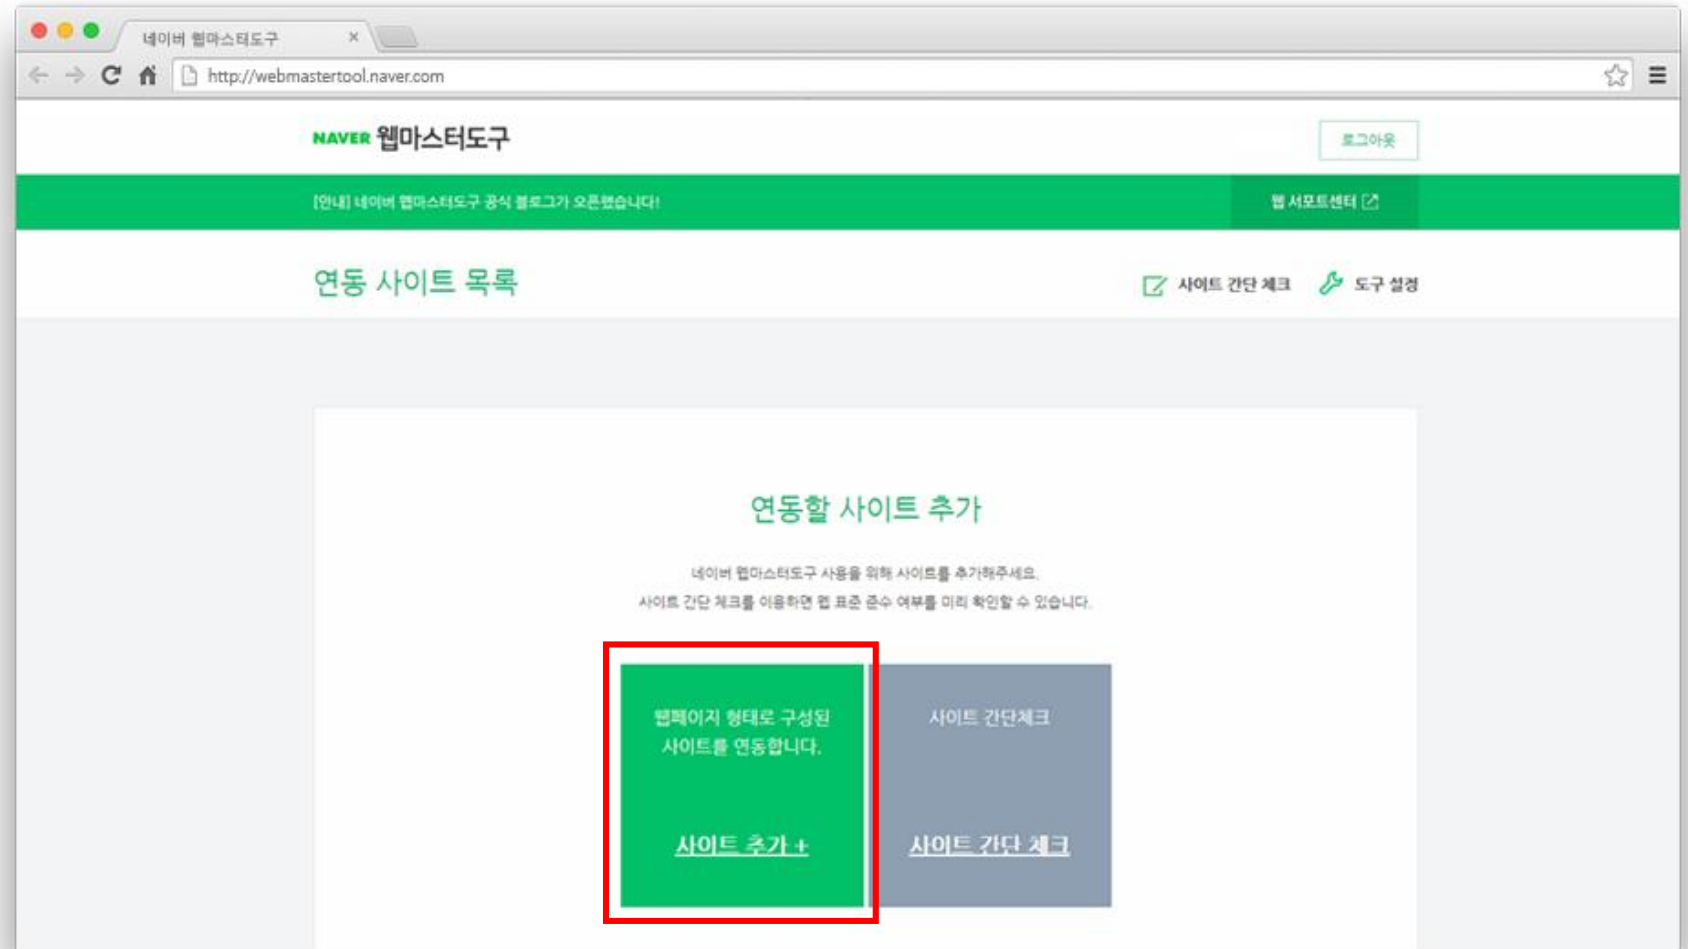 네이버 웹마스터도구
http://webmastertool.naver.com
NAVER 웹마스터도구
로그아웃
[안내] 네이버 웹마스터도구 공식 블로그가 오픈했습니다!
웹 서포트센터
연동 사이트 목록
사이트 간단 체크
도구 설정
연동할 사이트 추가
네이버 웹마스터도구 사용을 위해 사이트를 추가해주세요.
사이트 간단 체크를 이용하면 웹 표준 준수 여부를 미리 확인할 수 있습니다.
웹페이지 형태로 구성된
사이트를 연동합니다.
사이트 추가 +
사이트 간단체크
사이트 간단 체크